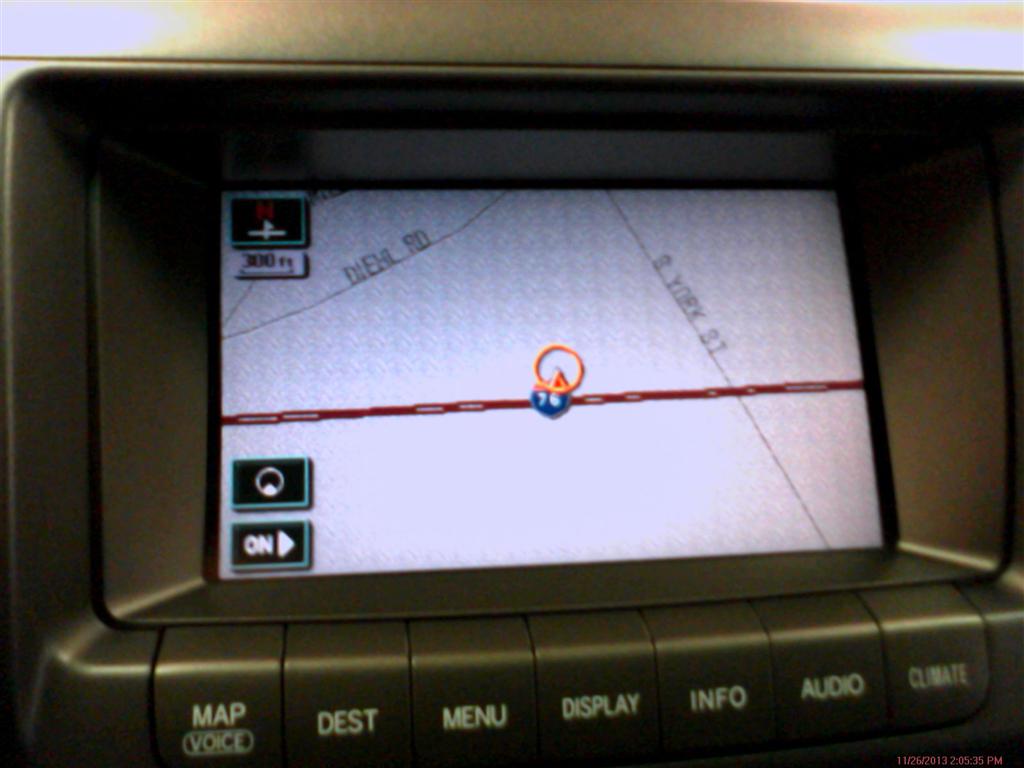 N
300 ft
DIEHL RD
S YORK ST
76
ON
MAP
VOICE
DEST
MENU
DISPLAY
INFO
AUDIO
CLIMATE
11/26/2013 2:05:35 PM